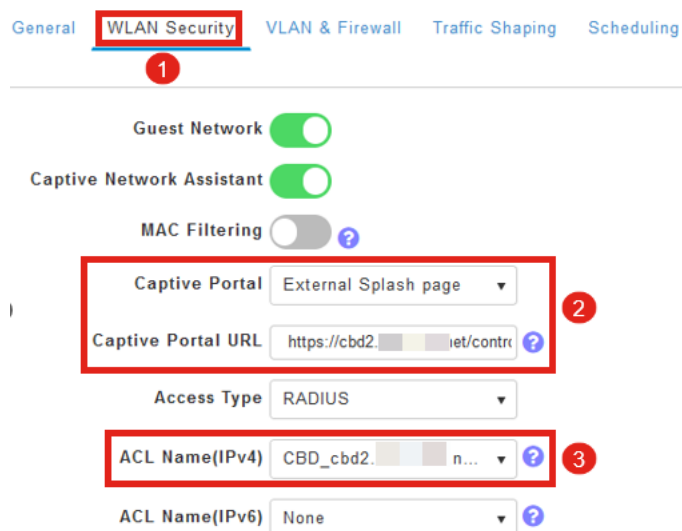 General WLAN Security VLAN & Firewall Traffic Shaping Scheduling
1
Guest Network
Captive Network Assistant
MAC Filtering ?
Captive Portal External Splash page
2
Captive Portal URL https://cbd2. et/contro ?
Access Type RADIUS
ACL Name(IPv4) CBD_cbd2. n... ?
3
ACL Name(IPv6) None ?